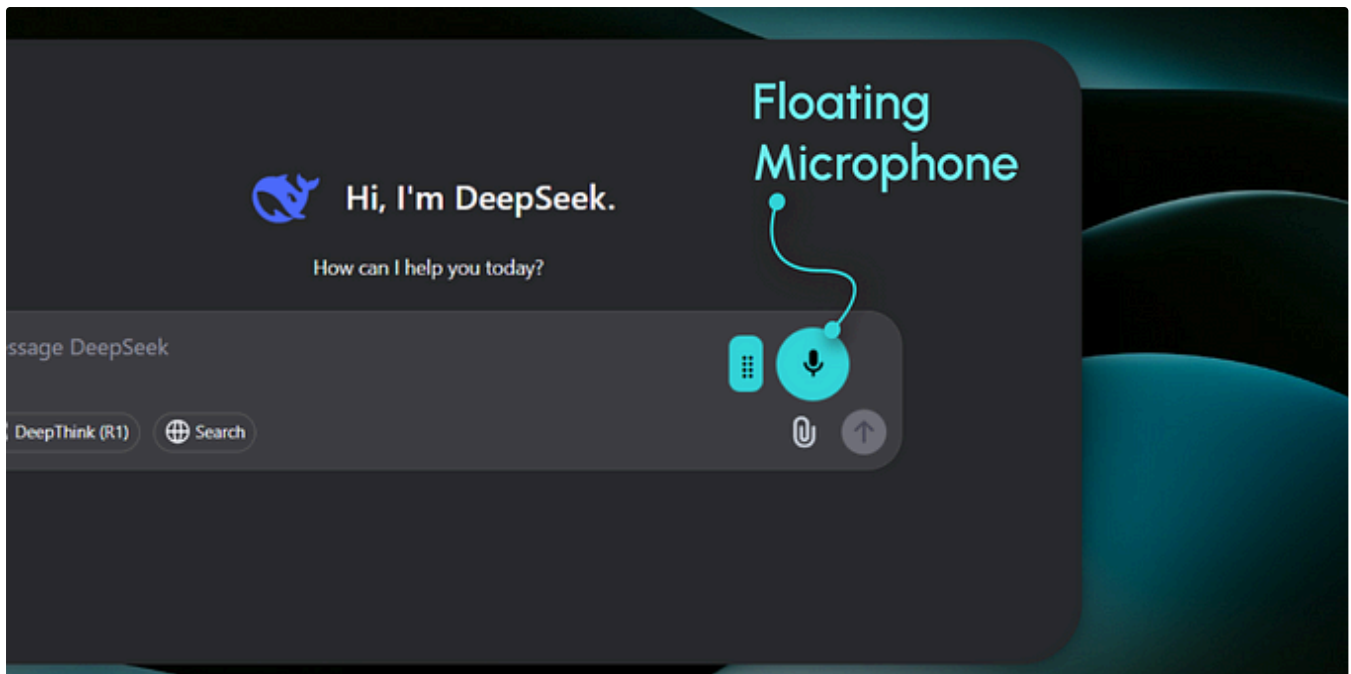 Floating
Microphone
Hi, I'm DeepSeek.
How can I help you today?
ssage DeepSeek
DeepThink (R1)
Search